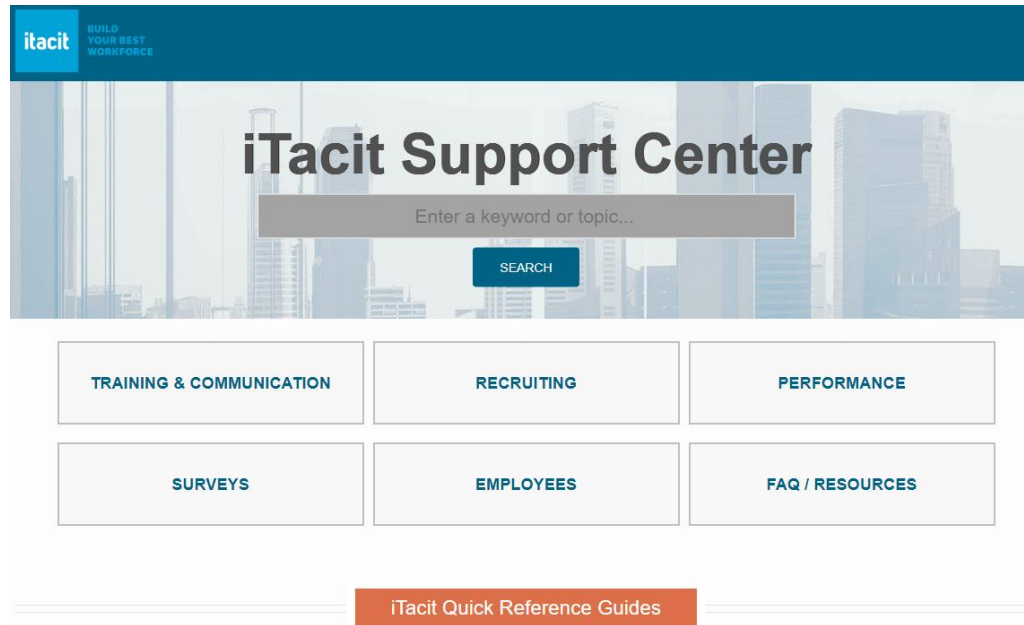 itacit
BUILD
YOUR BEST
WORKFORCE
iTacit Support Center
Enter a keyword or topic...
SEARCH
TRAINING & COMMUNICATION
RECRUITING
PERFORMANCE
SURVEYS
EMPLOYEES
FAQ / RESOURCES
iTacit Quick Reference Guides